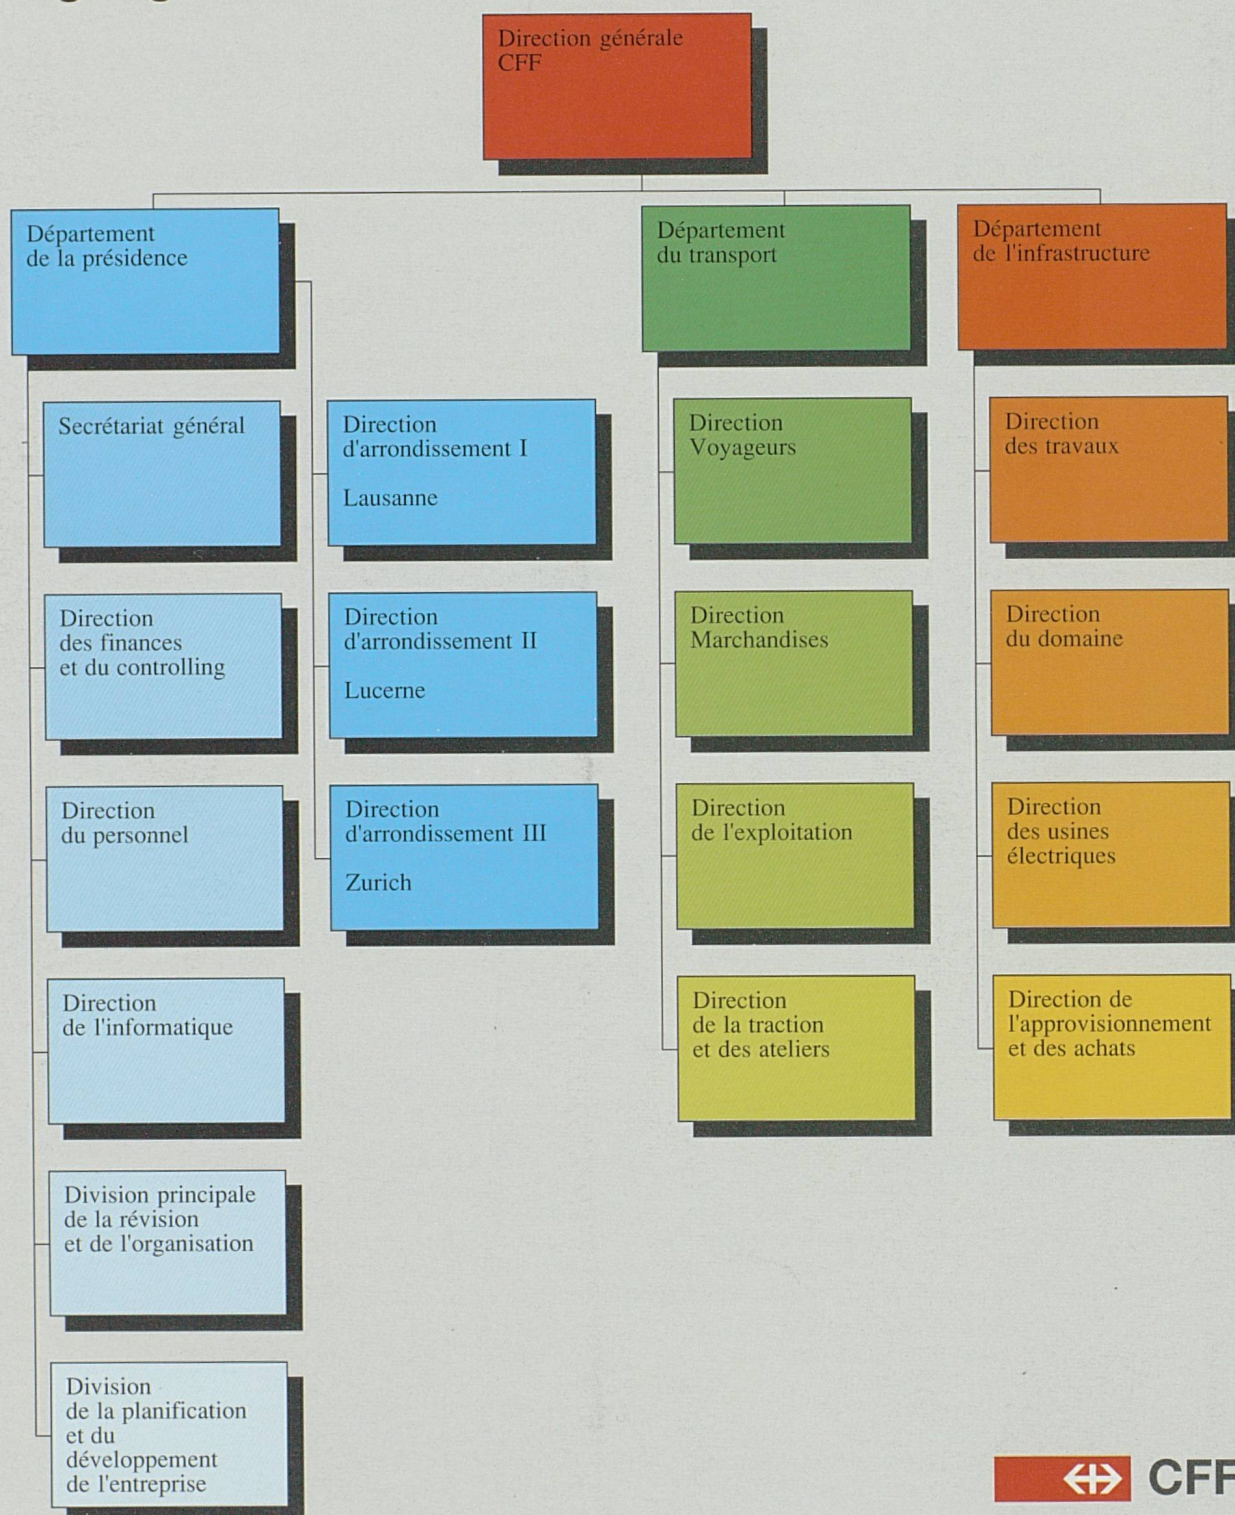 Direction générale
CFF
Département
de la présidence
Département
du transport
Département
de l'infrastructure
Secrétariat général
Direction
des finances
et du controlling
Direction
du personnel
Direction
de l'informatique
Division principale
de la révision
et de l'organisation
Division
de la planification
et du
développement
de l'entreprise
Direction
d'arrondissement I
Lausanne
Direction
d'arrondissement II
Lucerne
Direction
d'arrondissement III
Zurich
Direction
Voyageurs
Direction
Marchandises
Direction
de l'exploitation
Direction
de la traction
et des ateliers
Direction
des travaux
Direction
du domaine
Direction
des usines
électriques
Direction de
l'approvisionnement
et des achats
CFF